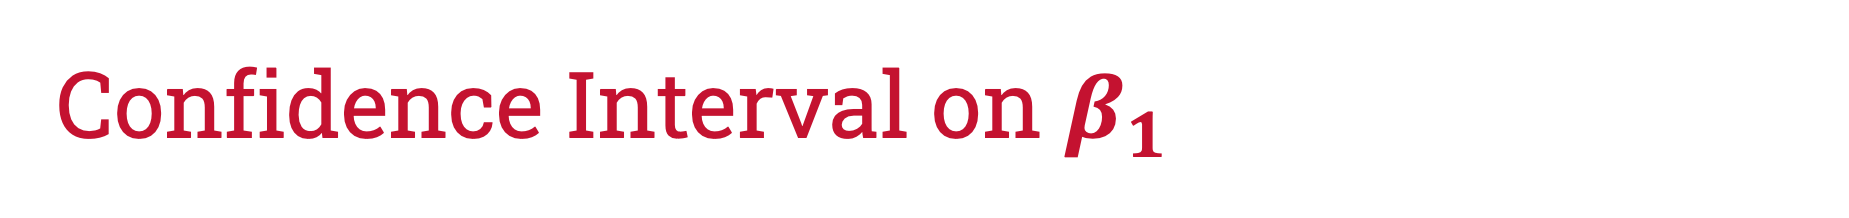 Confidence Interval on β₁